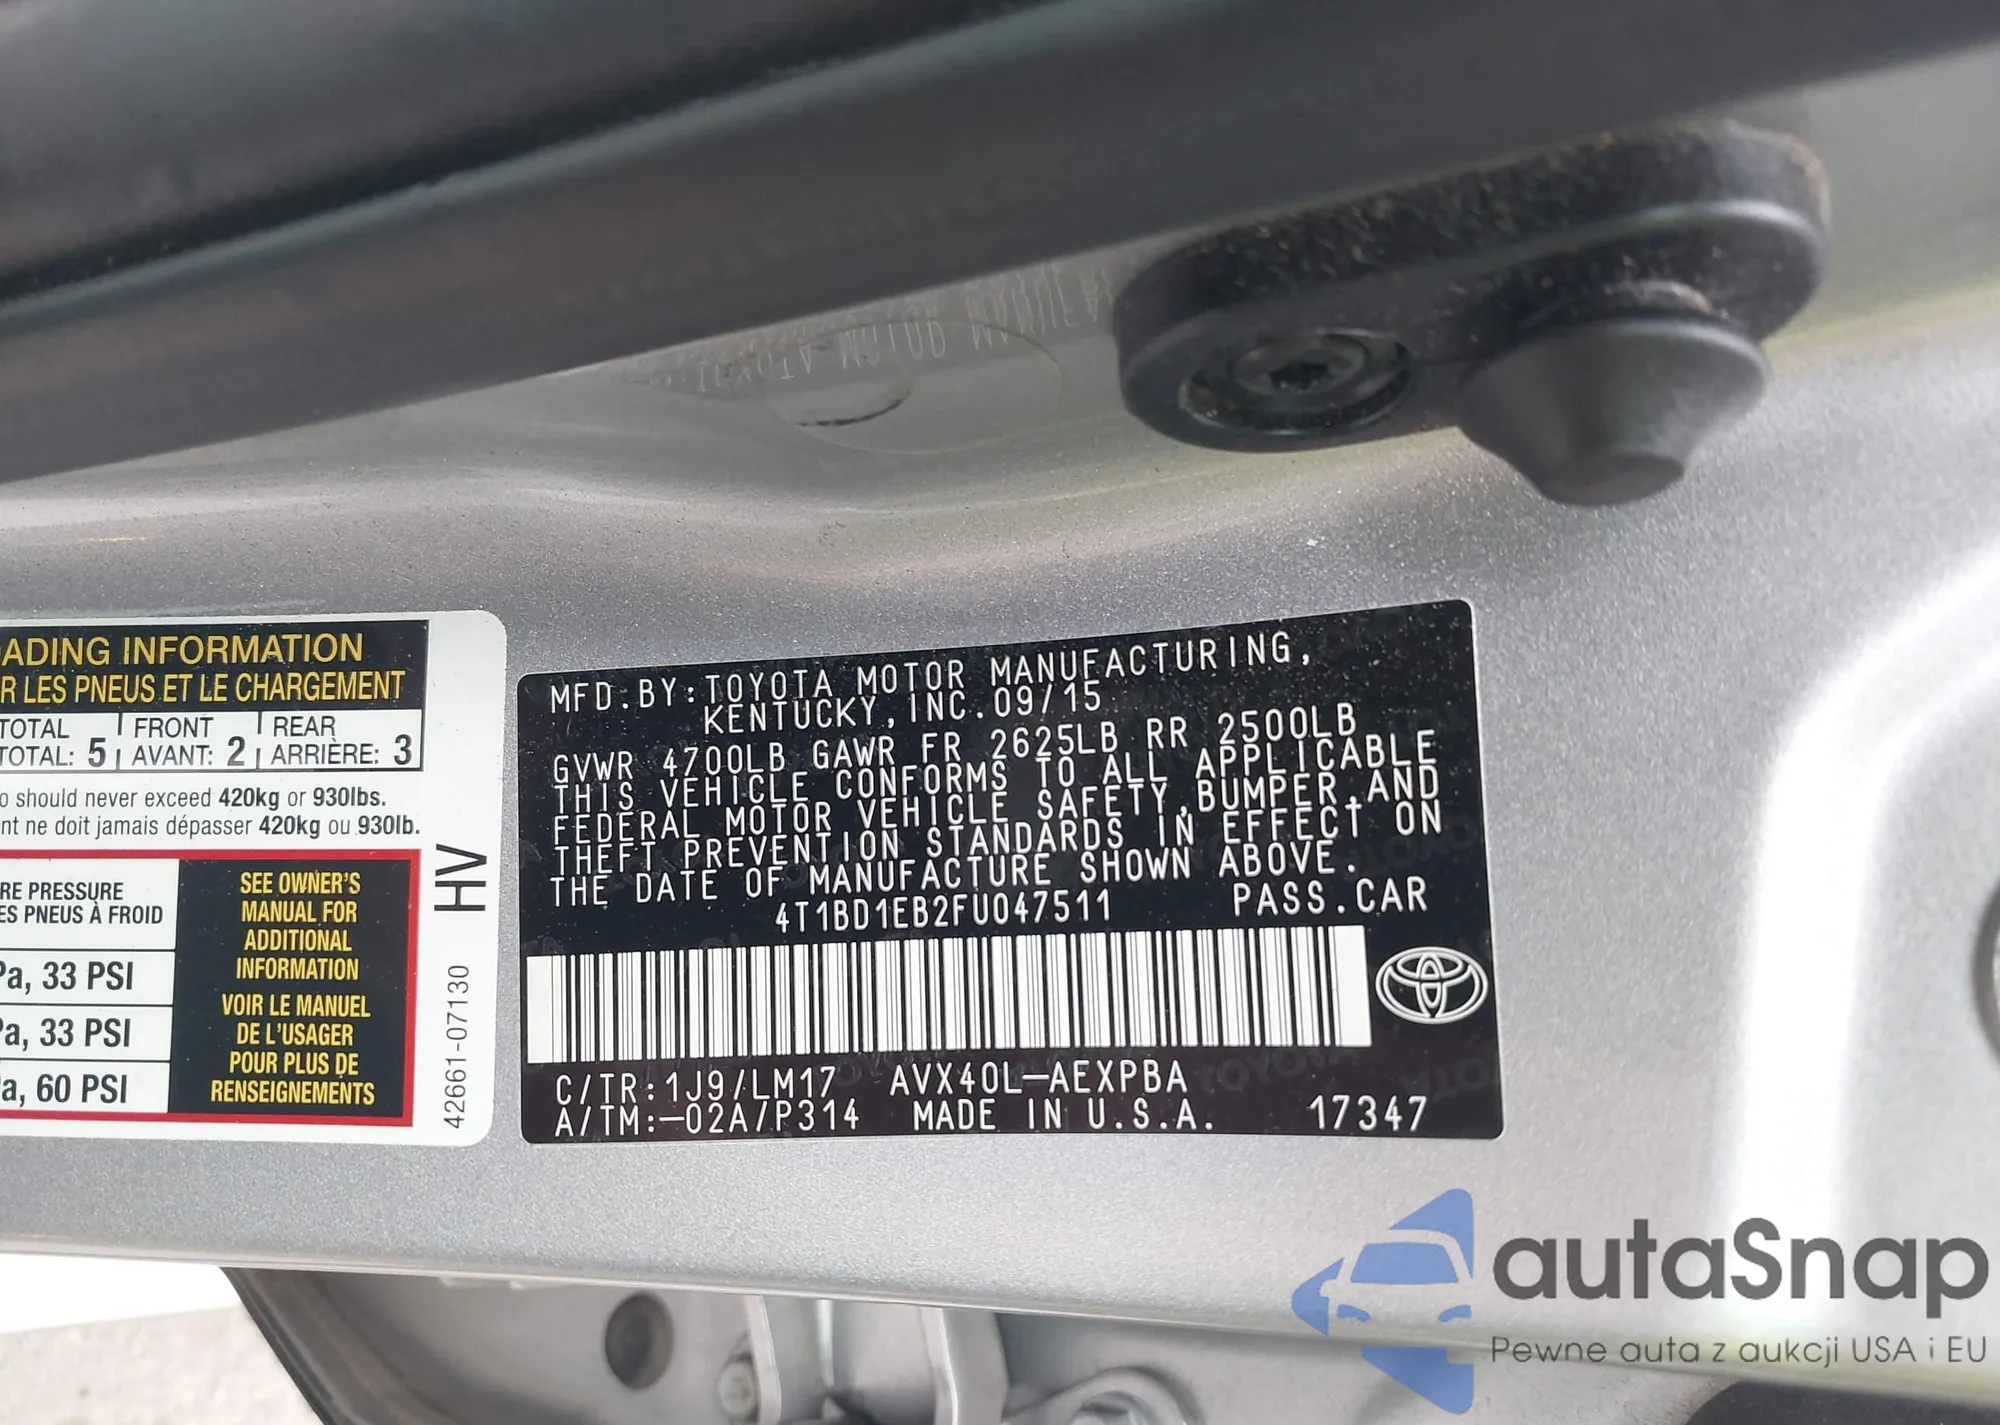 ADING INFORMATION
R LES PNEUS ET LE CHARGEMENT
TOTAL FRONT REAR
TOTAL: 5 AVANT: 2 ARRIÈRE: 3
o should never exceed 420kg or 930lbs.
nt ne doit jamais dépasser 420kg ou 930lb.
RE PRESSURE
ES PNEUS À FROID
Pa, 33 PSI
Pa, 33 PSI
a, 60 PSI
SEE OWNER'S
MANUAL FOR
ADDITIONAL
INFORMATION
VOIR LE MANUEL
DE L'USAGER
POUR PLUS DE
RENSEIGNEMENTS
HV
42661-07130
MFD.BY:TOYOTA MOTOR MANUFACTURING,
KENTUCKY,INC.09/15
GVWR 4700LB GAWR FR 2625LB RR 2500LB
THIS VEHICLE CONFORMS TO ALL APPLICABLE
FEDERAL MOTOR VEHICLE SAFETY,BUMPER,AND
THEFT PREVENTION STANDARDS IN EFFECT ON
THE DATE OF MANUFACTURE SHOWN ABOVE.
4T1BD1EB2FU047511 PASS.CAR
C/TR:1J9/LM17 AVX40L-AEXPBA
A/TM:-02A/P314 MADE IN U.S.A. 17347
autaSnap
Pewne auta z aukcji USA i EU